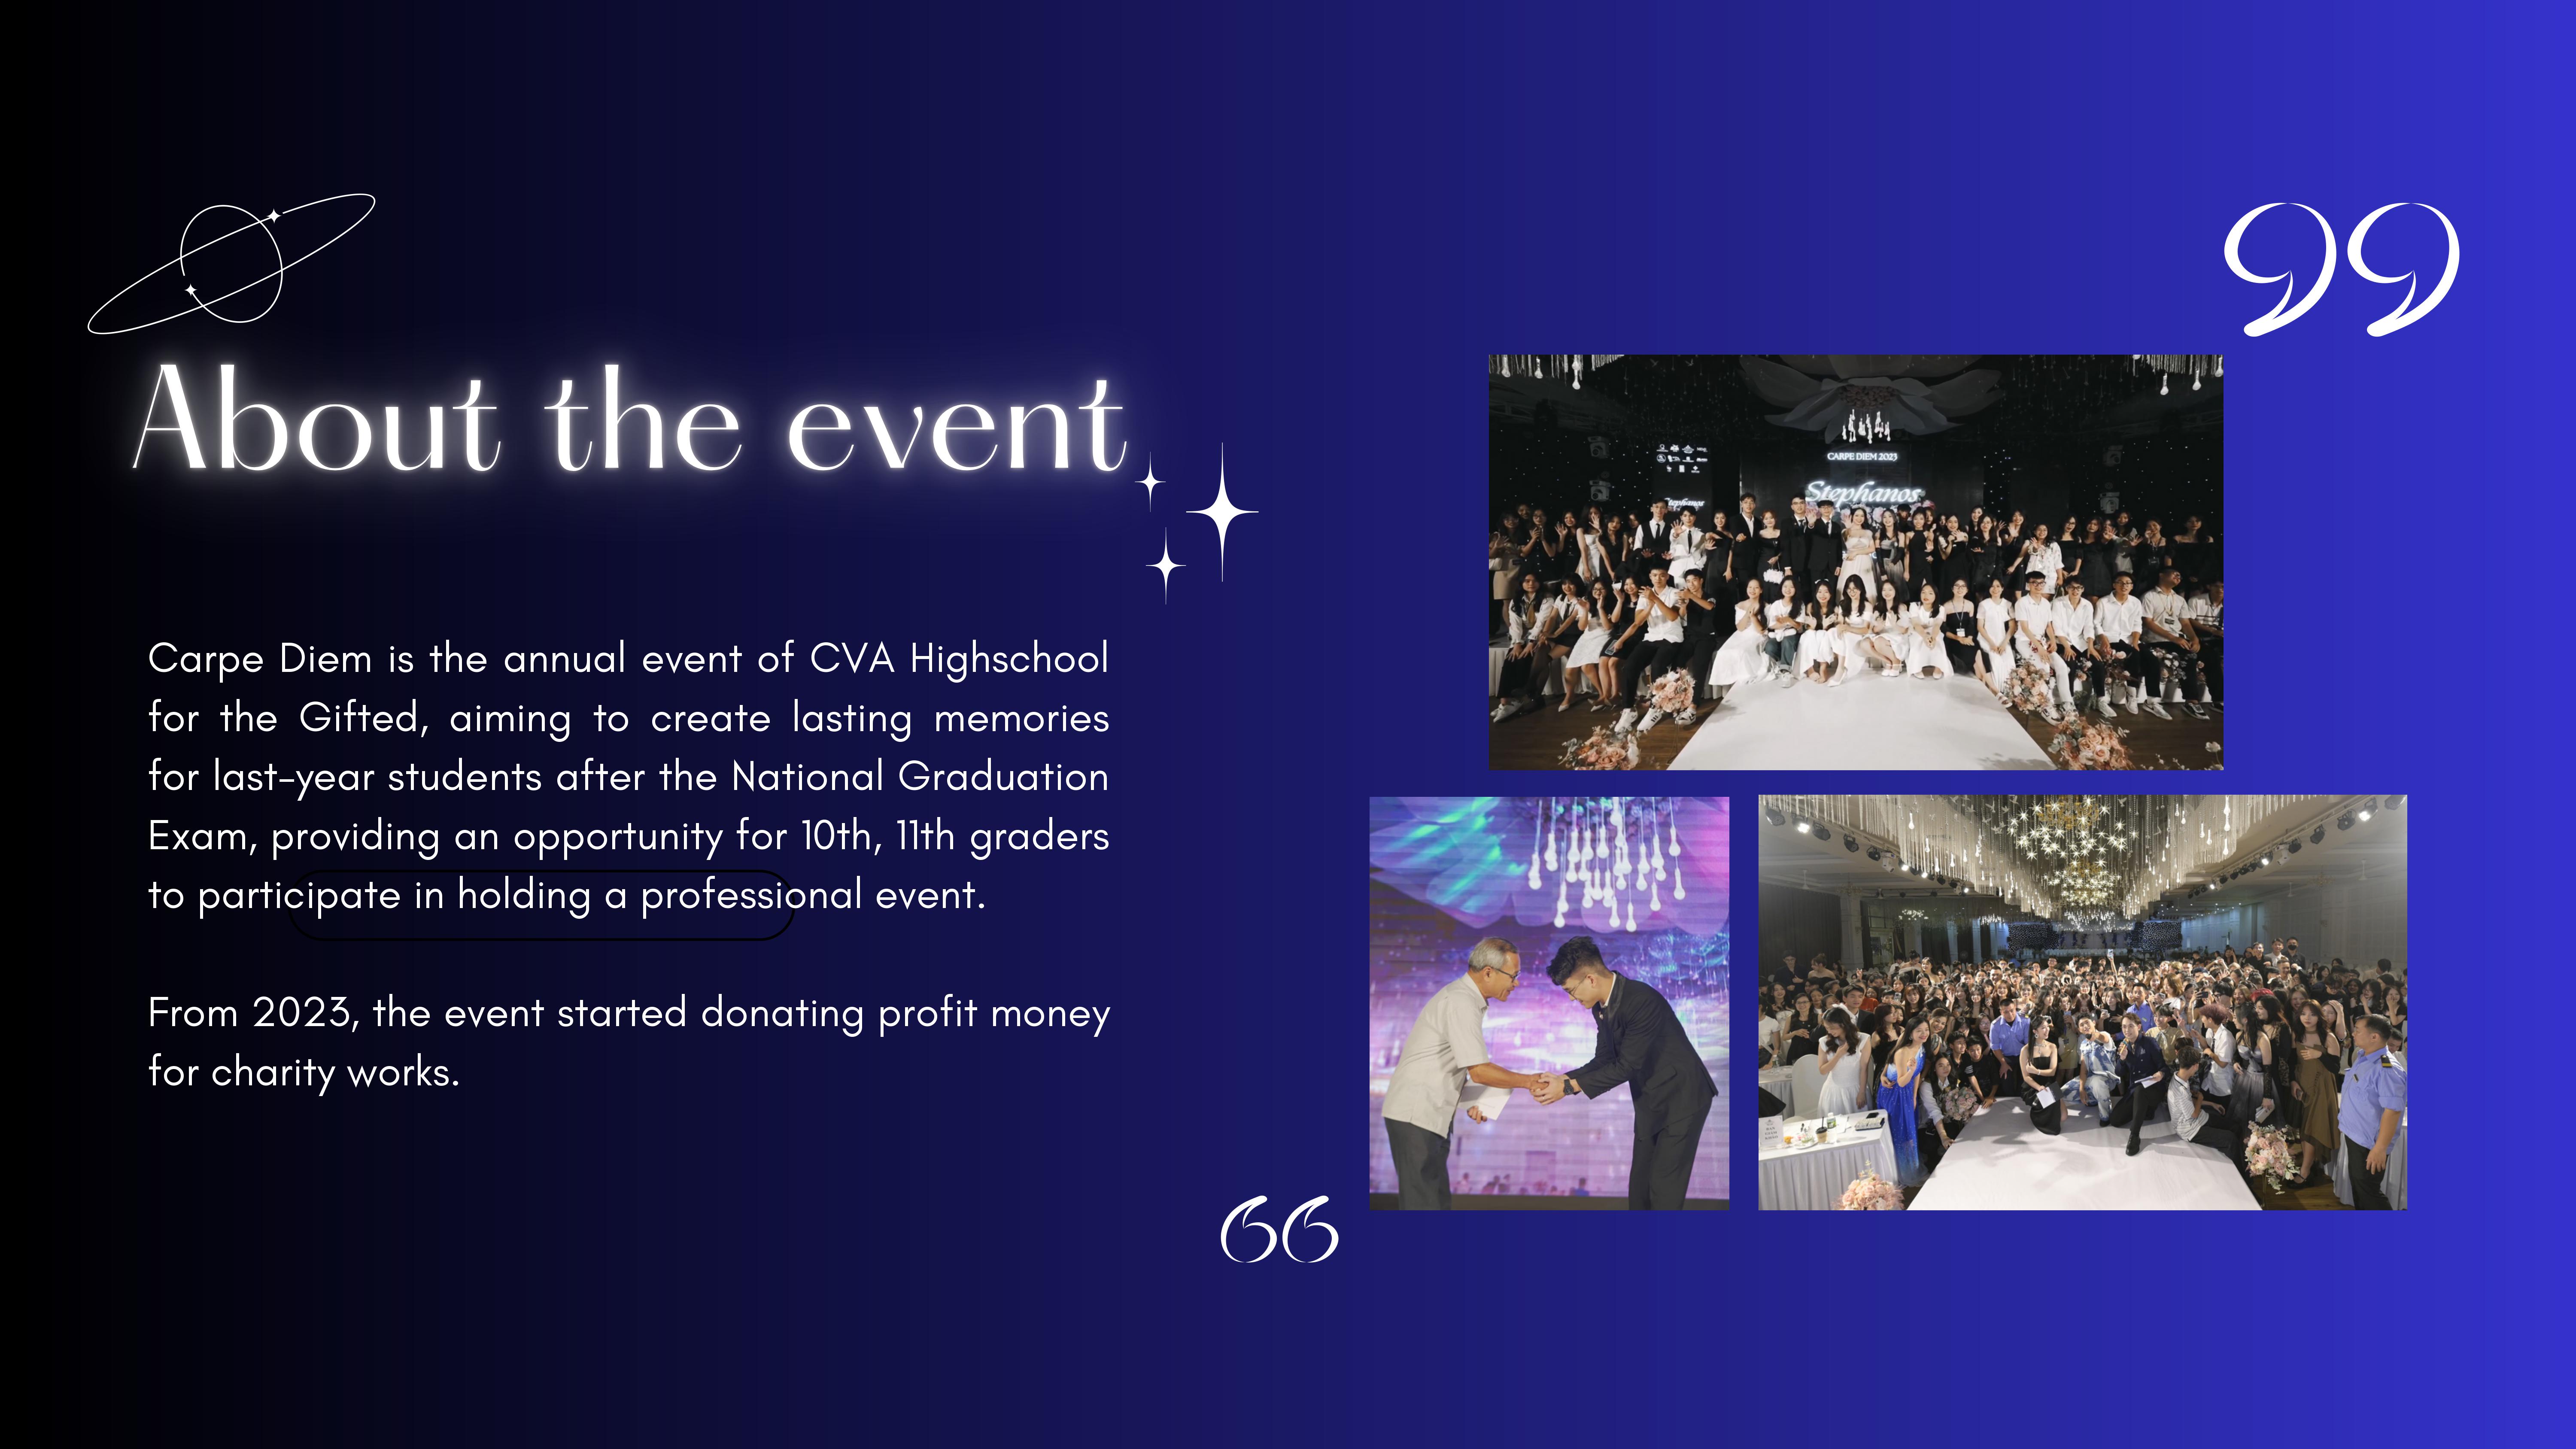 About the event
Carpe Diem is the annual event of CVA Highschool
for the Gifted, aiming to create lasting memories
for last-year students after the National Graduation
Exam, providing an opportunity for 10th, 11th graders
to participate in holding a professional event.
From 2023, the event started donating profit money
for charity works.
”
CARPE DIEM 2023
Stephanos
Stephanos
“